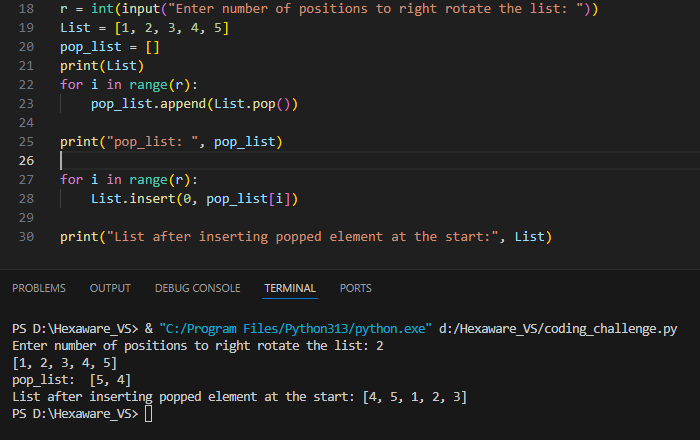 18 r = int(input("Enter number of positions to right rotate the list: "))
19 List = [1, 2, 3, 4, 5]
20 pop_list = []
21 print(List)
22 for i in range(r):
23     pop_list.append(List.pop())
24
25 print("pop_list: ", pop_list)
26
27 for i in range(r):
28     List.insert(0, pop_list[i])
29
30 print("List after inserting popped element at the start:", List)
PROBLEMS OUTPUT DEBUG CONSOLE TERMINAL PORTS
PS D:\Hexaware_VS> & "C:/Program Files/Python313/python.exe" d:/Hexaware_VS/coding_challenge.py
Enter number of positions to right rotate the list: 2
[1, 2, 3, 4, 5]
pop_list:  [5, 4]
List after inserting popped element at the start: [4, 5, 1, 2, 3]
PS D:\Hexaware_VS>